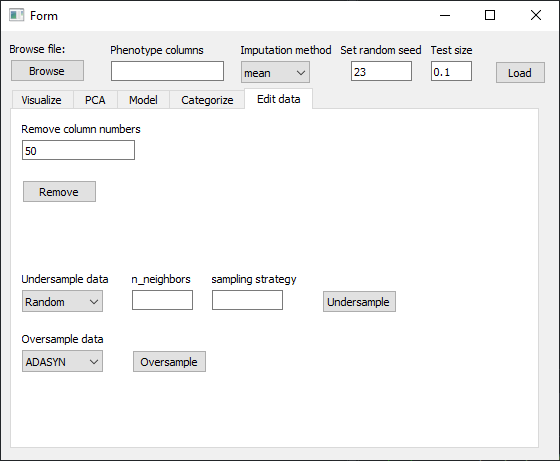 Form
Browse file: Phenotype columns Imputation method Set random seed Test size
Browse mean 23 0.1 Load
Visualize PCA Model Categorize Edit data
Remove column numbers
50
Remove
Undersample data n_neighbors sampling strategy
Random Undersample
Oversample data
ADASYN Oversample